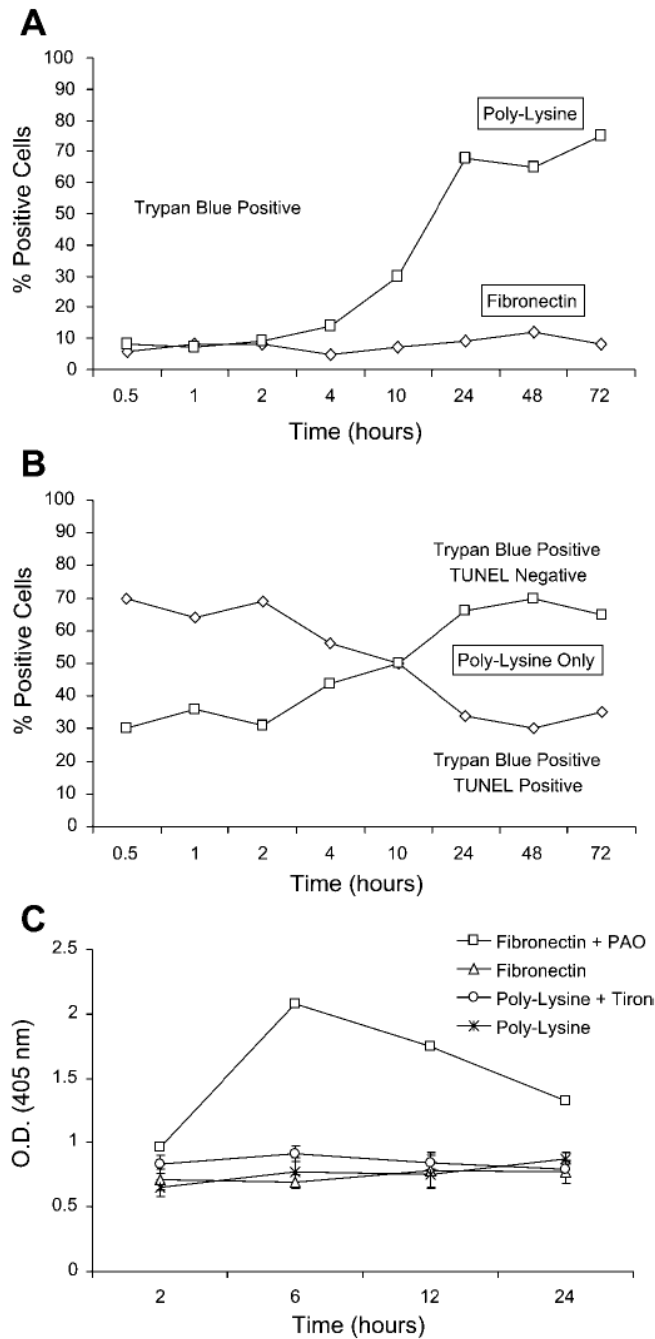 A
100
90
80
70
60
50
40
30
20
10
0
% Positive Cells
Poly-Lysine
Trypan Blue Positive
Fibronectin
0.5 1 2 4 10 24 48 72
Time (hours)
B
100
90
80
70
60
50
40
30
20
10
0
% Positive Cells
Trypan Blue Positive
TUNEL Negative
Poly-Lysine Only
Trypan Blue Positive
TUNEL Positive
0.5 1 2 4 10 24 48 72
Time (hours)
C
2.5
2
1.5
1
0.5
0
O.D. (405 nm)
Fibronectin + PAO
Fibronectin
Poly-Lysine + Tiron
Poly-Lysine
2 6 12 24
Time (hours)